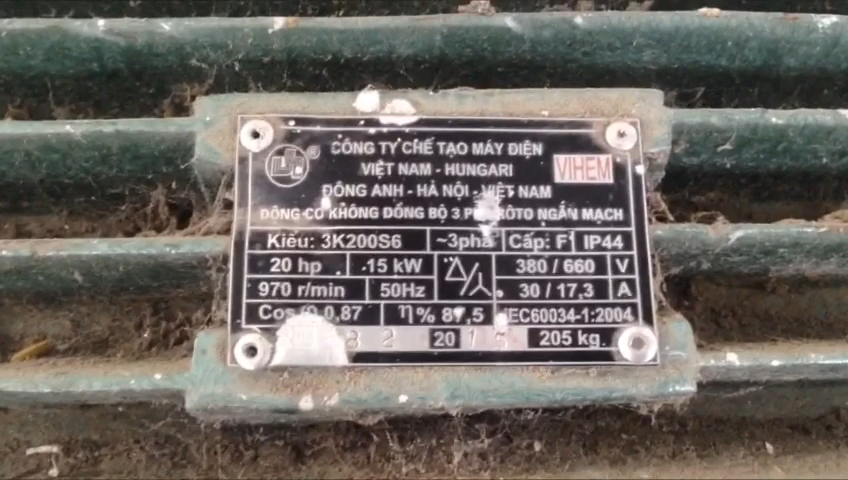 CÔNG TY CHẾ TẠO MÁY ĐIỆN
VIỆT NAM - HUNGARI
VIHEM
ĐÔNG ANH - HÀ NỘI - VIỆT NAM
ĐỘNG CƠ KHÔNG ĐỒNG BỘ 3 RÔTO NGẮN MẠCH
Kiểu: 3K200S6 ~3pha Cấp: F IP44
20 hp 15 kW Δ/Y 380 / 660 V
970 r/min 50Hz 30 / 17,3 A
Cosφ 0,87 η% 87,5 IEC60034-1:2004
20 205 kg